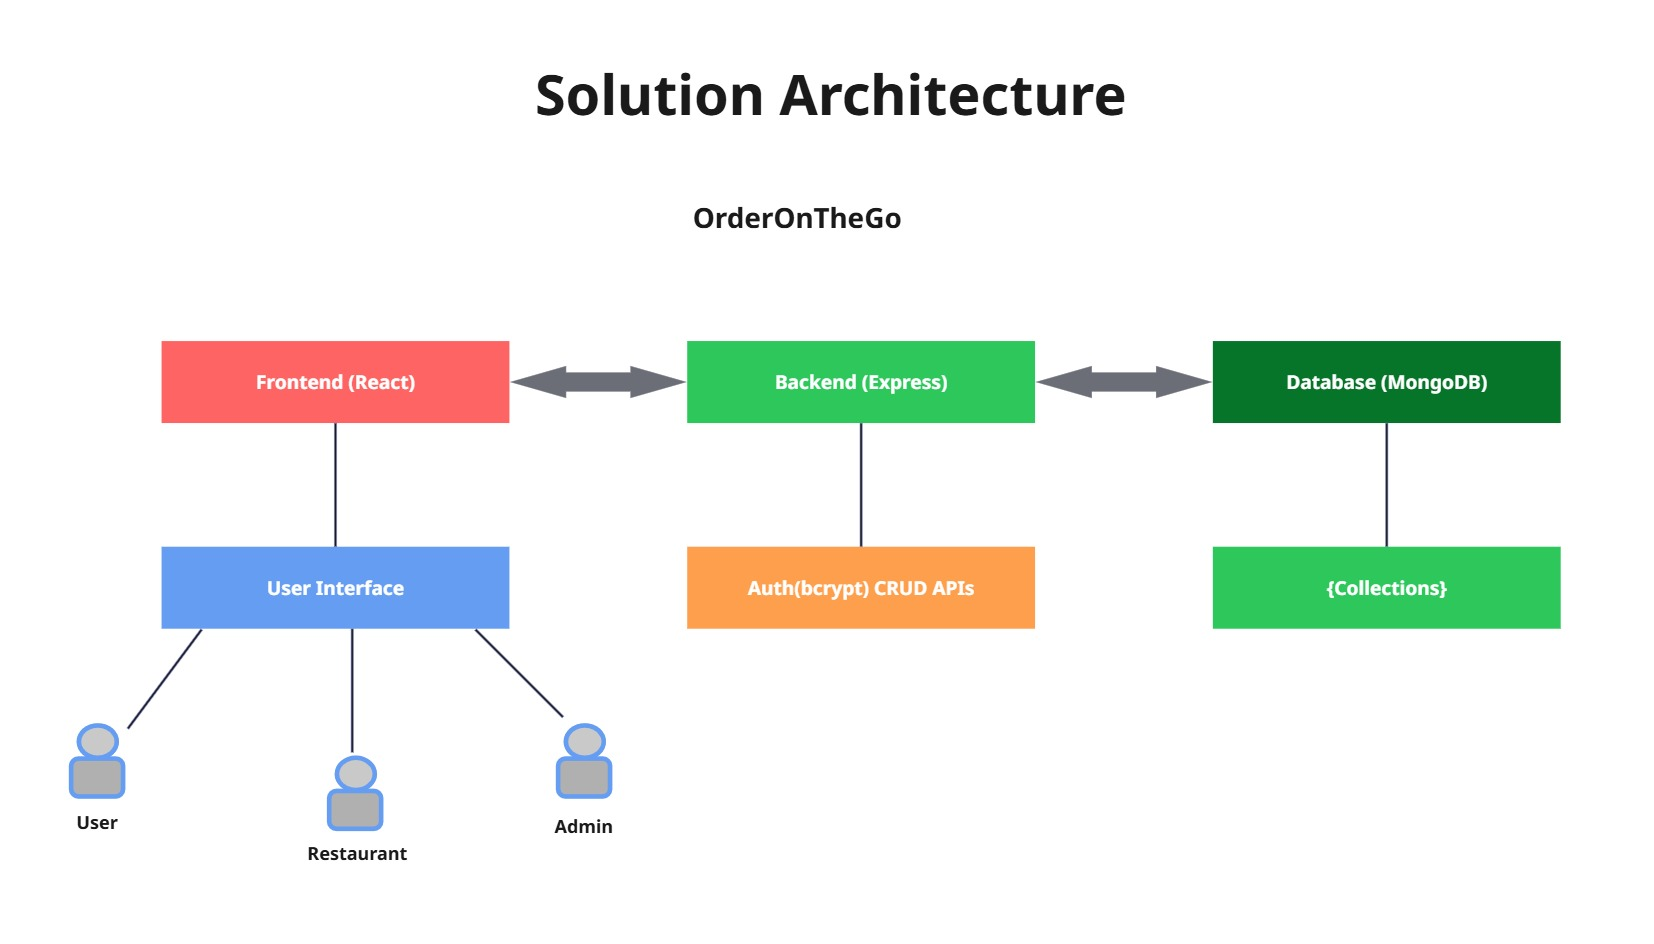 Solution Architecture
OrderOnTheGo
Frontend (React)
Backend (Express)
Database (MongoDB)
User Interface
Auth(bcrypt) CRUD APIs
{Collections}
User
Restaurant
Admin